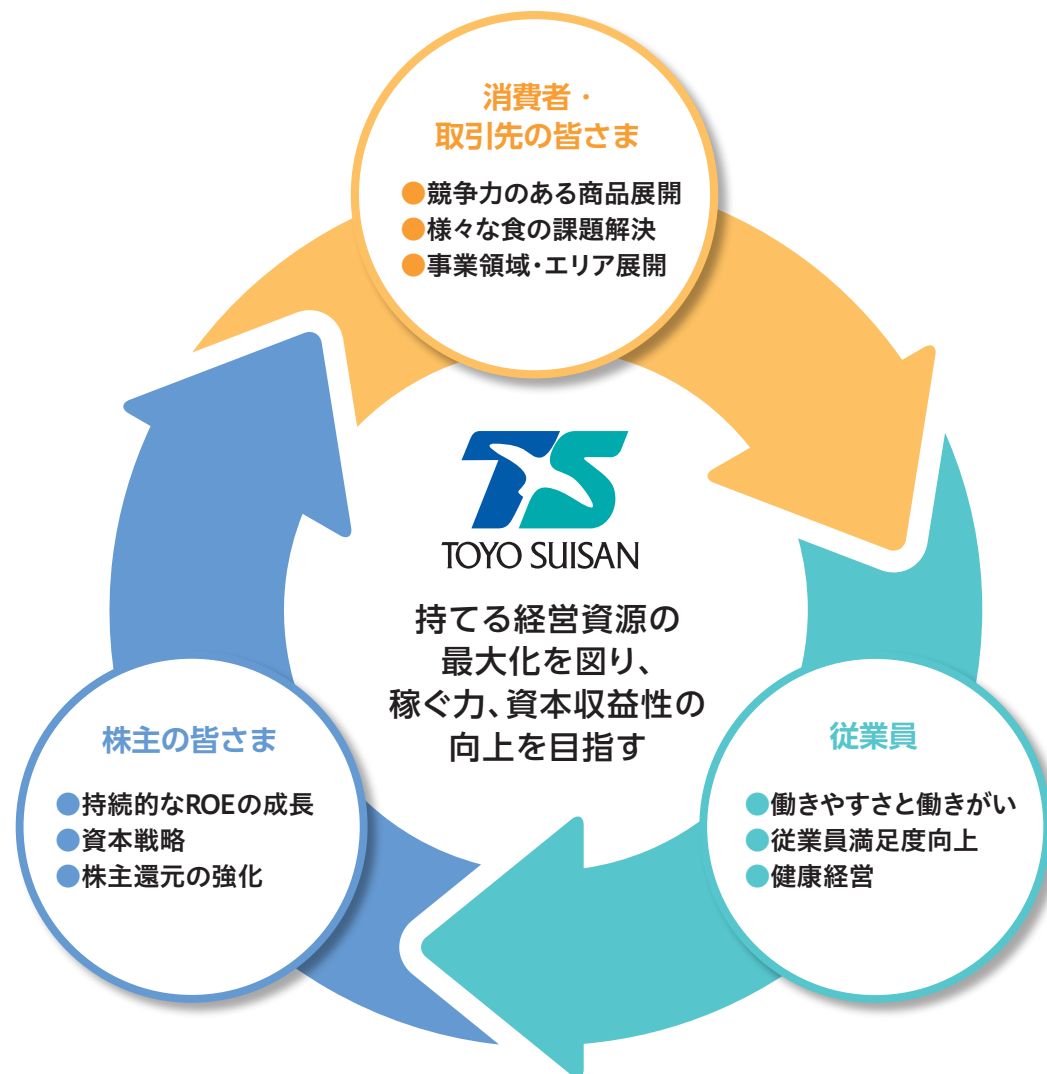 消費者・
取引先の皆さま
●競争力のある商品展開
●様々な食の課題解決
●事業領域・エリア展開
TS
TOYO SUISAN
持てる経営資源の
最大化を図り、
稼ぐ力、資本収益性の
向上を目指す
株主の皆さま
●持続的なROEの成長
●資本戦略
●株主還元の強化
従業員
●働きやすさと働きがい
●従業員満足度向上
●健康経営